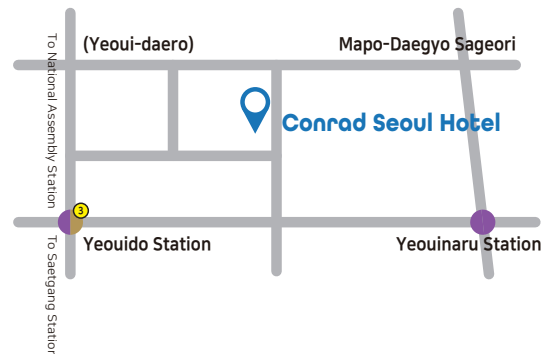 (Yeoui-daero)
Mapo-Daegyo Sageori
To National Assembly Station
Conrad Seoul Hotel
3
Yeouido Station
Yeouinaru Station
To Saetgang Station